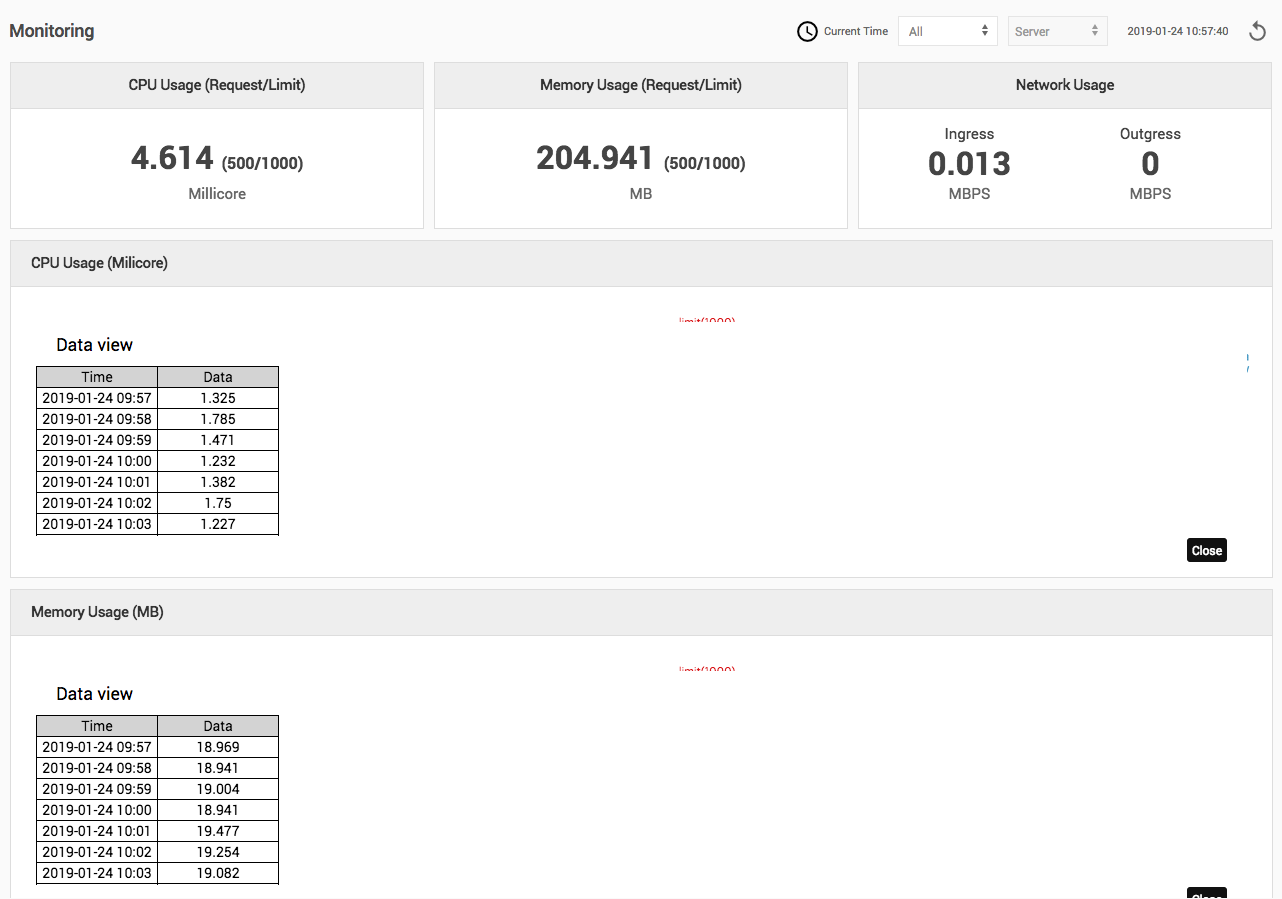 Monitoring
Current Time All Server 2019-01-24 10:57:40
CPU Usage (Request/Limit)
4.614 (500/1000)
Millicore
Memory Usage (Request/Limit)
204.941 (500/1000)
MB
Network Usage
Ingress Outgress
0.013 0
MBPS MBPS
CPU Usage (Milicore)
limit(1000)
Data view
Time Data
2019-01-24 09:57 1.325
2019-01-24 09:58 1.785
2019-01-24 09:59 1.471
2019-01-24 10:00 1.232
2019-01-24 10:01 1.382
2019-01-24 10:02 1.75
2019-01-24 10:03 1.227
Close
Memory Usage (MB)
limit(1000)
Data view
Time Data
2019-01-24 09:57 18.969
2019-01-24 09:58 18.941
2019-01-24 09:59 19.004
2019-01-24 10:00 18.941
2019-01-24 10:01 19.477
2019-01-24 10:02 19.254
2019-01-24 10:03 19.082
Close